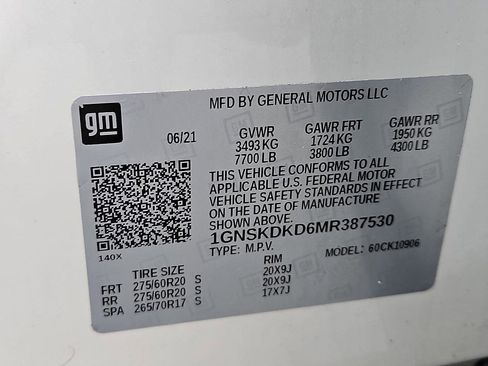 gm
MFD BY GENERAL MOTORS LLC
06/21 GVWR GAWR FRT GAWR RR
3493 KG 1724 KG 1950 KG
7700 LB 3800 LB 4300 LB
THIS VEHICLE CONFORMS TO ALL
APPLICABLE U.S. FEDERAL MOTOR
VEHICLE SAFETY STANDARDS IN EFFECT
ON THE DATE OF MANUFACTURE
SHOWN ABOVE.
1GNSKDKD6MR387530
140X TYPE: M.P.V. MODEL: 60CK10906
TIRE SIZE RIM
FRT 275/60R20 S 20X9J
RR 275/60R20 S 20X9J
SPA 265/70R17 S 17X7J